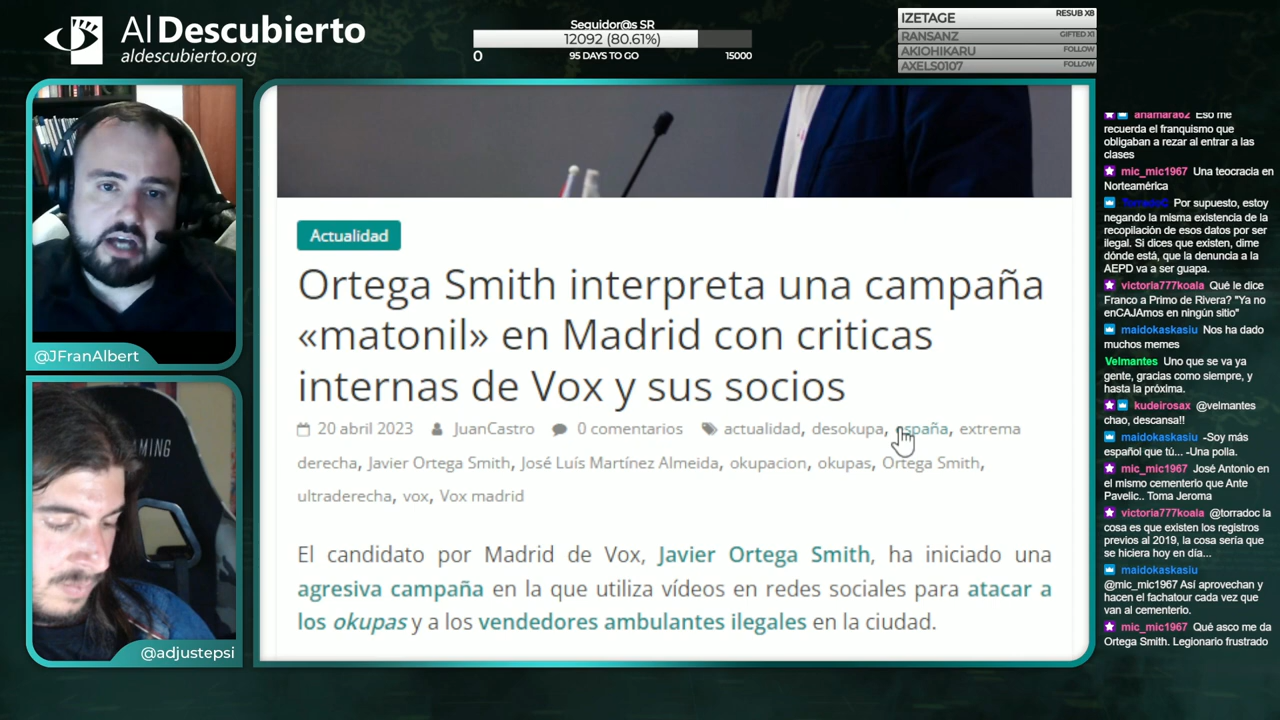 Al Descubierto
aldescubierto.org
Seguidor@s SR
12092 (80.61%)
0
95 DAYS TO GO
15000
IZETAGE
RESUB X8
RANSANZ
GIFTED X1
AKIOHIKARU
FOLLOW
AXELS0107
FOLLOW
@JFranAlbert
@adjustepsi
Actualidad
Ortega Smith interpreta una campaña
«matonil» en Madrid con criticas
internas de Vox y sus socios
20 abril 2023 JuanCastro 0 comentarios actualidad, desokupa, españa, extrema
derecha, Javier Ortega Smith, José Luís Martínez Almeida, okupacion, okupas, Ortega Smith,
ultraderecha, vox, Vox madrid
El candidato por Madrid de Vox, Javier Ortega Smith, ha iniciado una
agresiva campaña en la que utiliza vídeos en redes sociales para atacar a
los okupas y a los vendedores ambulantes ilegales en la ciudad.
anamara62 Eso me
recuerda el franquismo que
obligaban a rezar al entrar a las
clases
mic_mic1967 Una teocracia en
Norteamérica
Por supuesto, estoy
negando la misma existencia de la
recopilación de esos datos por ser
ilegal. Si dices que existen, dime
dónde está, que la denuncia a la
AEPD va a ser guapa.
victoria777koala Qué le dice
Franco a Primo de Rivera? "Ya no
enCAJAmos en ningún sitio"
maidokaskasiu Nos ha dado
muchos memes
Velmantes Uno que se va ya
gente, gracias como siempre, y
hasta la próxima.
kudeirosax @velmantes
chao, descansa!!
maidokaskasiu -Soy más
español que tú... -Una polla.
mic_mic1967 José Antonio en
el mismo cementerio que Ante
Pavelic.. Toma Jeroma
victoria777koala @torradoc la
cosa es que existen los registros
previos al 2019, la cosa sería que
se hiciera hoy en día...
maidokaskasiu
@mic_mic1967 Así aprovechan y
hacen el fachatour cada vez que
van al cementerio.
mic_mic1967 Qué asco me da
Ortega Smith. Legionario frustrado